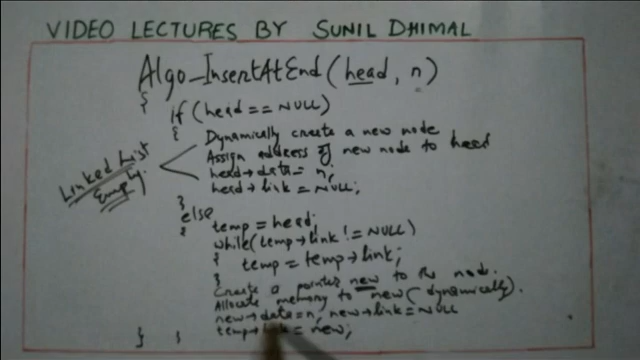 VIDEO LECTURES BY SUNIL DHIMAL
Algo_InsertAtEnd(head, n)
{ if (head == NULL)
{ Dynamically create a new node
Assign address of new node to head
head→data = n;
head→link = NULL;
Linked List
Empty.
}
else
{ temp = head;
while(temp→link != NULL)
{ temp = temp→link;
}
Create a pointer new to the node.
Allocate memory to new (dynamically).
new→data=n; new→link=NULL
temp→link = new;
} }